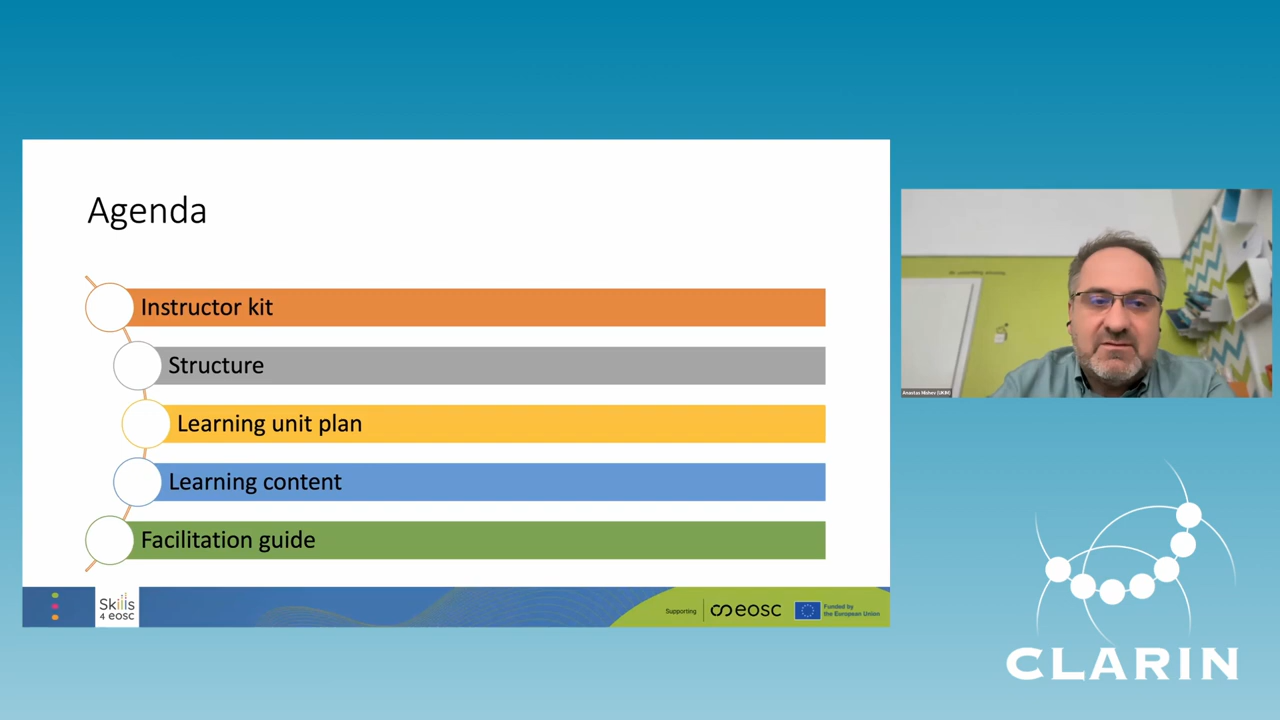 Agenda
Instructor kit
Structure
Learning unit plan
Learning content
Facilitation guide
Skills
4 eosc
Supporting
eosc
Funded by
the European Union
CLARIN